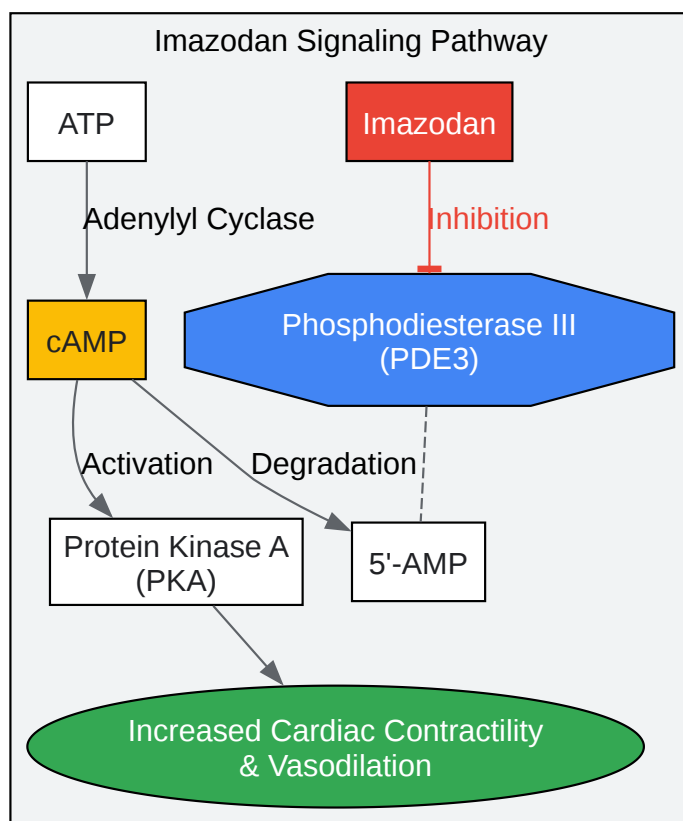 Imazodan Signaling Pathway
ATP
Imazodan
Adenylyl Cyclase
Inhibition
cAMP
Phosphodiesterase III
(PDE3)
Activation
Degradation
Protein Kinase A
(PKA)
5'-AMP
Increased Cardiac Contractility
& Vasodilation